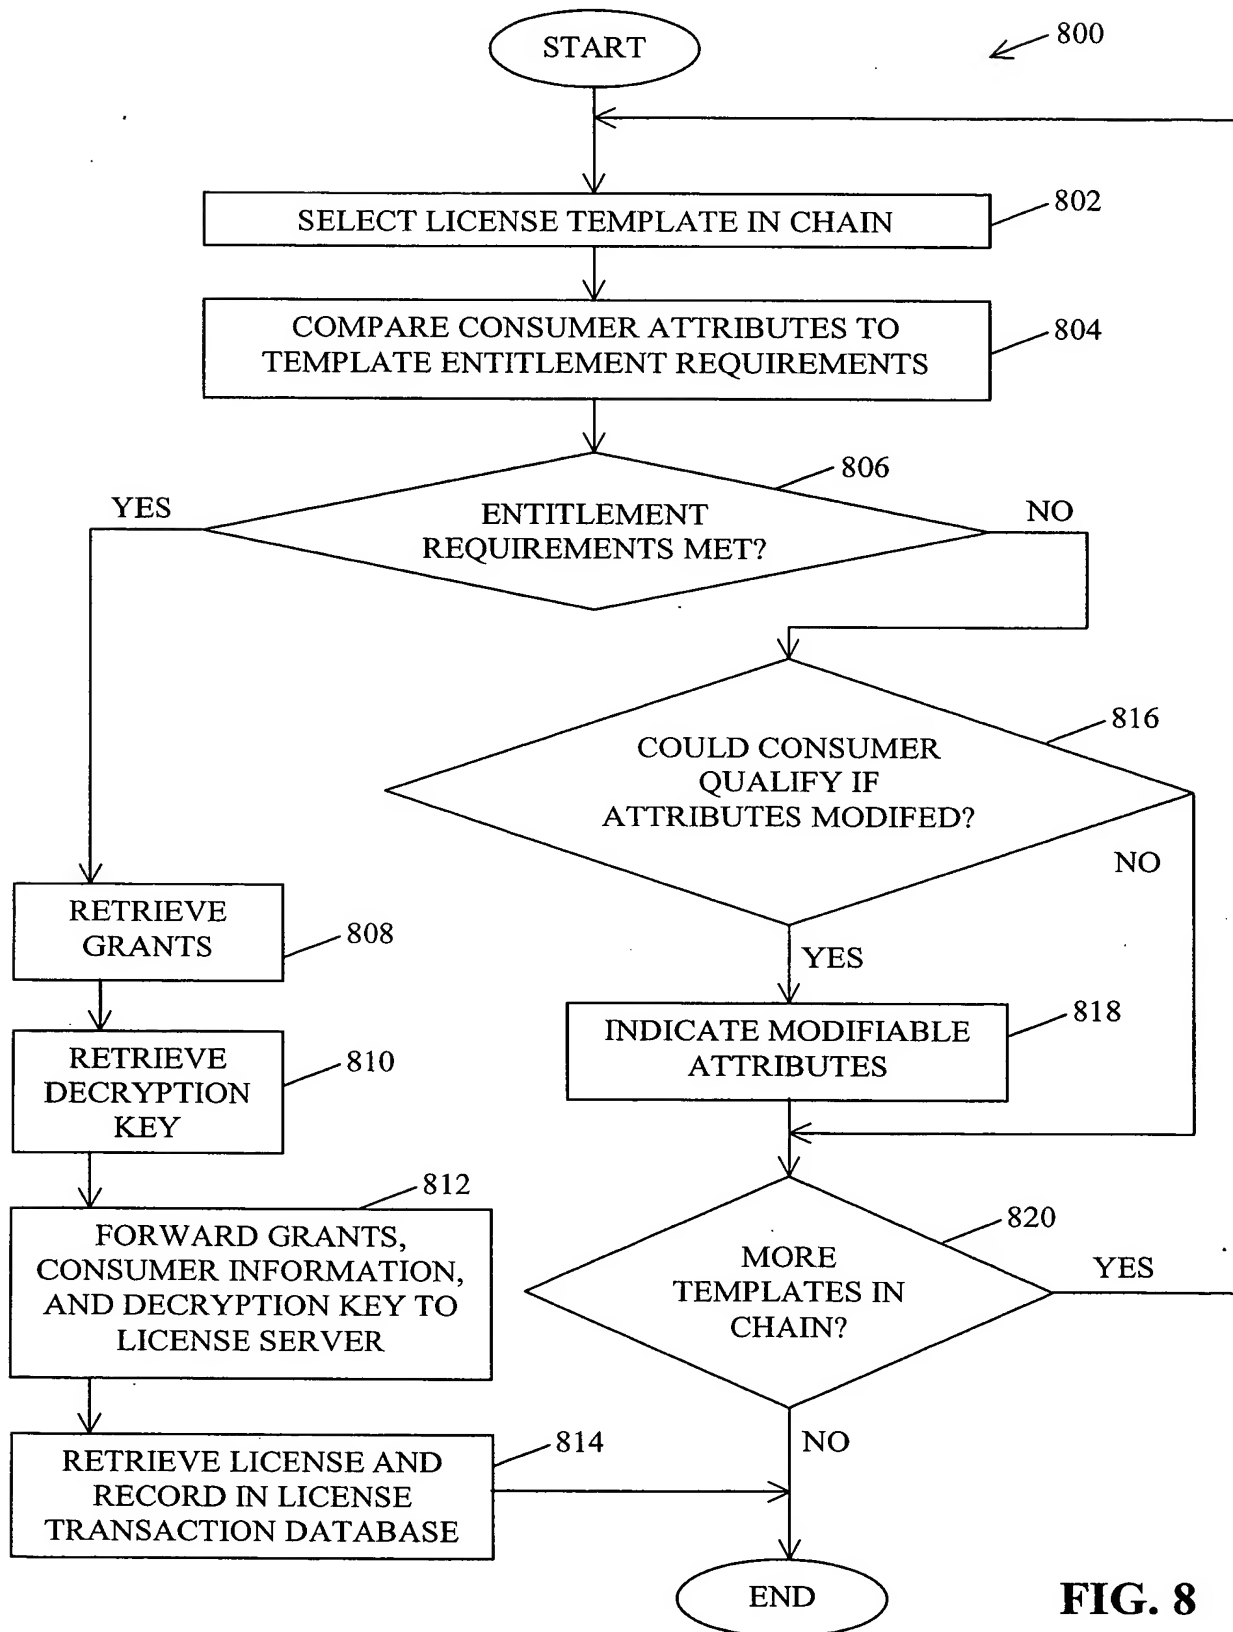 START
800
SELECT LICENSE TEMPLATE IN CHAIN
802
COMPARE CONSUMER ATTRIBUTES TO
TEMPLATE ENTITLEMENT REQUIREMENTS
804
806
YES
ENTITLEMENT
REQUIREMENTS MET?
NO
816
COULD CONSUMER
QUALIFY IF
ATTRIBUTES MODIFED?
NO
RETRIEVE
GRANTS
808
YES
INDICATE MODIFIABLE
ATTRIBUTES
818
RETRIEVE
DECRYPTION
KEY
810
812
FORWARD GRANTS,
CONSUMER INFORMATION,
AND DECRYPTION KEY TO
LICENSE SERVER
820
MORE
TEMPLATES IN
CHAIN?
YES
NO
RETRIEVE LICENSE AND
RECORD IN LICENSE
TRANSACTION DATABASE
814
END
FIG. 8